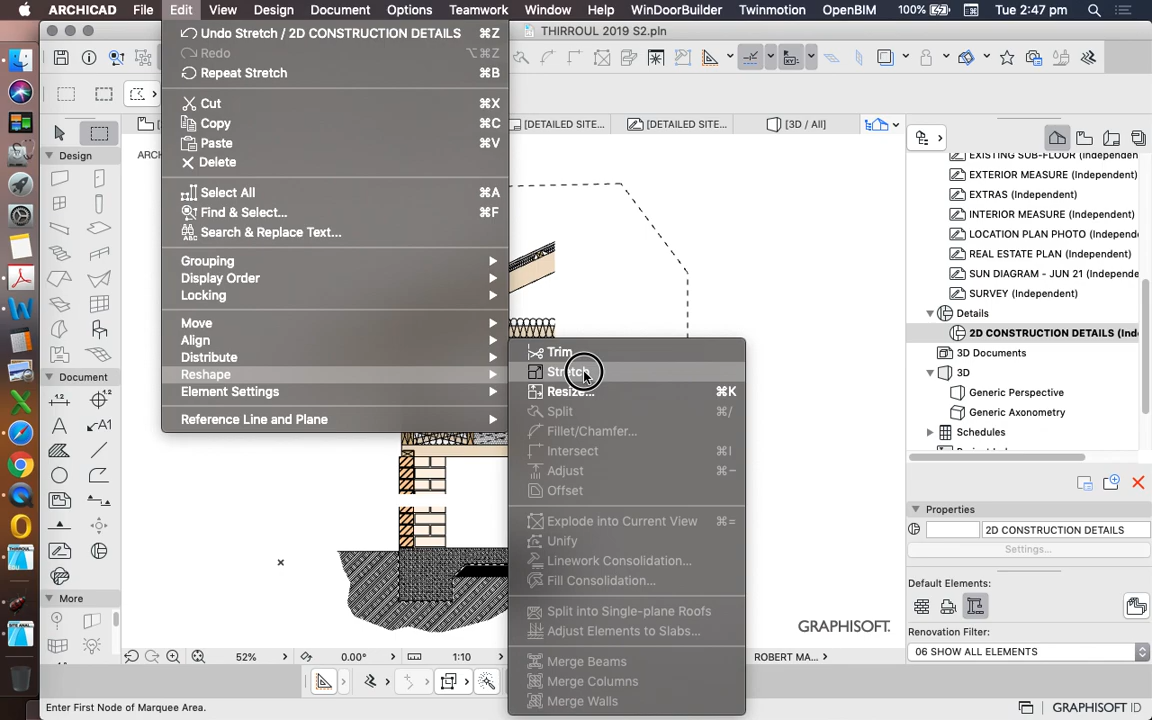 ARCHICAD File Edit View Design Document Options Teamwork Window Help WinDoorBuilder Twinmotion OpenBIM 100% Tue 2:47 pm
THIRROUL 2019 S2.pln
Undo Stretch / 2D CONSTRUCTION DETAILS ⌘Z
Redo ⌥⌘Z
Repeat Stretch ⌘B
Cut ⌘X
Copy ⌘C
Paste ⌘V
Delete
Select All ⌘A
Find & Select... ⌘F
Search & Replace Text...
Grouping
Display Order
Locking
Move
Align
Distribute
Reshape
Element Settings
Reference Line and Plane
Trim
Stretch
Resize... ⌘K
Split ⌘/
Fillet/Chamfer...
Intersect ⌘I
Adjust ⌘-
Offset
Explode into Current View ⌘=
Unify
Linework Consolidation...
Fill Consolidation...
Split into Single-plane Roofs
Adjust Elements to Slabs...
Merge Beams
Merge Columns
Merge Walls
[DETAILED SITE... [DETAILED SITE... [3D / All]
ARCH
Design
Document
More
EXISTING SUB-FLOOR (Independen
EXTERIOR MEASURE (Independent)
EXTRAS (Independent)
INTERIOR MEASURE (Independent)
LOCATION PLAN PHOTO (Independe
REAL ESTATE PLAN (Independent)
SUN DIAGRAM - JUN 21 (Independe
SURVEY (Independent)
Details
2D CONSTRUCTION DETAILS (Ind
3D Documents
3D
Generic Perspective
Generic Axonometry
Schedules
Properties
2D CONSTRUCTION DETAILS
Settings...
Default Elements:
Renovation Filter:
06 SHOW ALL ELEMENTS
GRAPHISOFT.
52% 0.00° 1:10 ROBERT MA...
Enter First Node of Marquee Area.
GRAPHISOFT ID